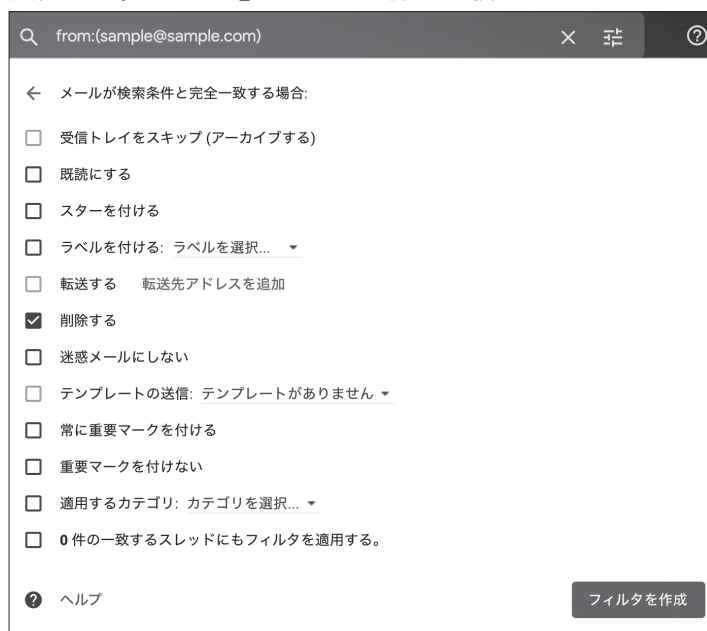 from:(sample@sample.com)
メールが検索条件と完全一致する場合:
受信トレイをスキップ (アーカイブする)
既読にする
スターを付ける
ラベルを付ける: ラベルを選択...
転送する 転送先アドレスを追加
削除する
迷惑メールにしない
テンプレートの送信: テンプレートがありません
常に重要マークを付ける
重要マークを付けない
適用するカテゴリ: カテゴリを選択...
0 件の一致するスレッドにもフィルタを適用する。
ヘルプ
フィルタを作成